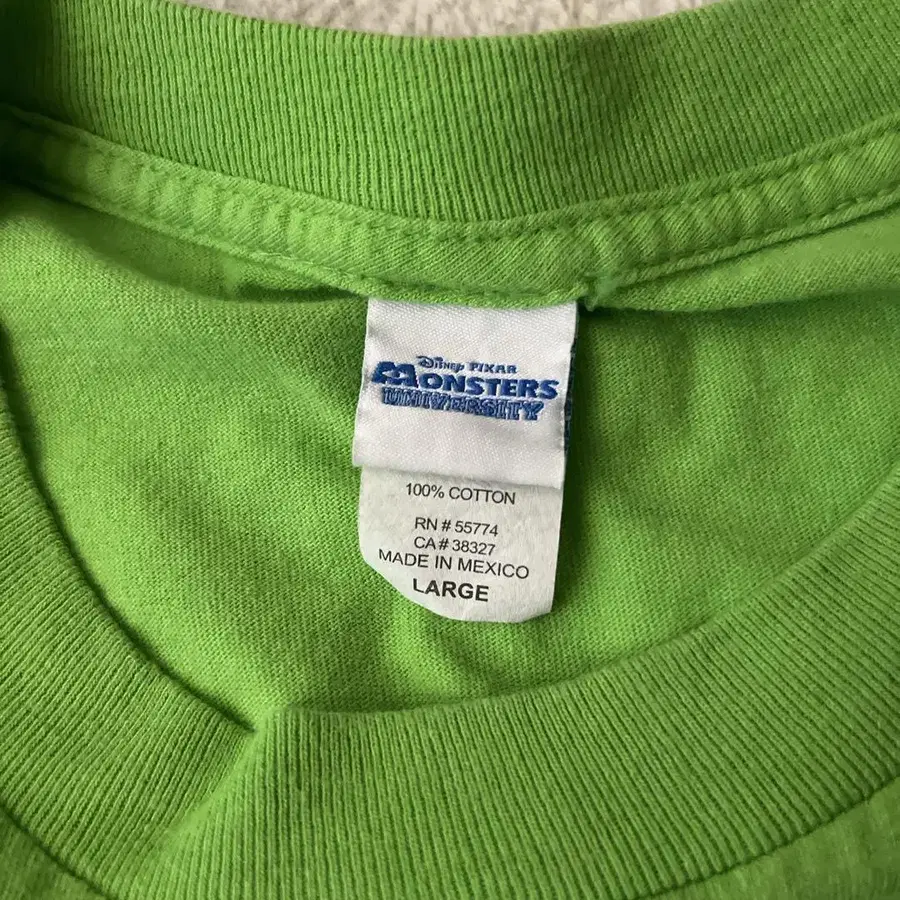 Disney PIXAR
MONSTERS
UNIVERSITY
100% COTTON
RN # 55774
CA # 38327
MADE IN MEXICO
LARGE